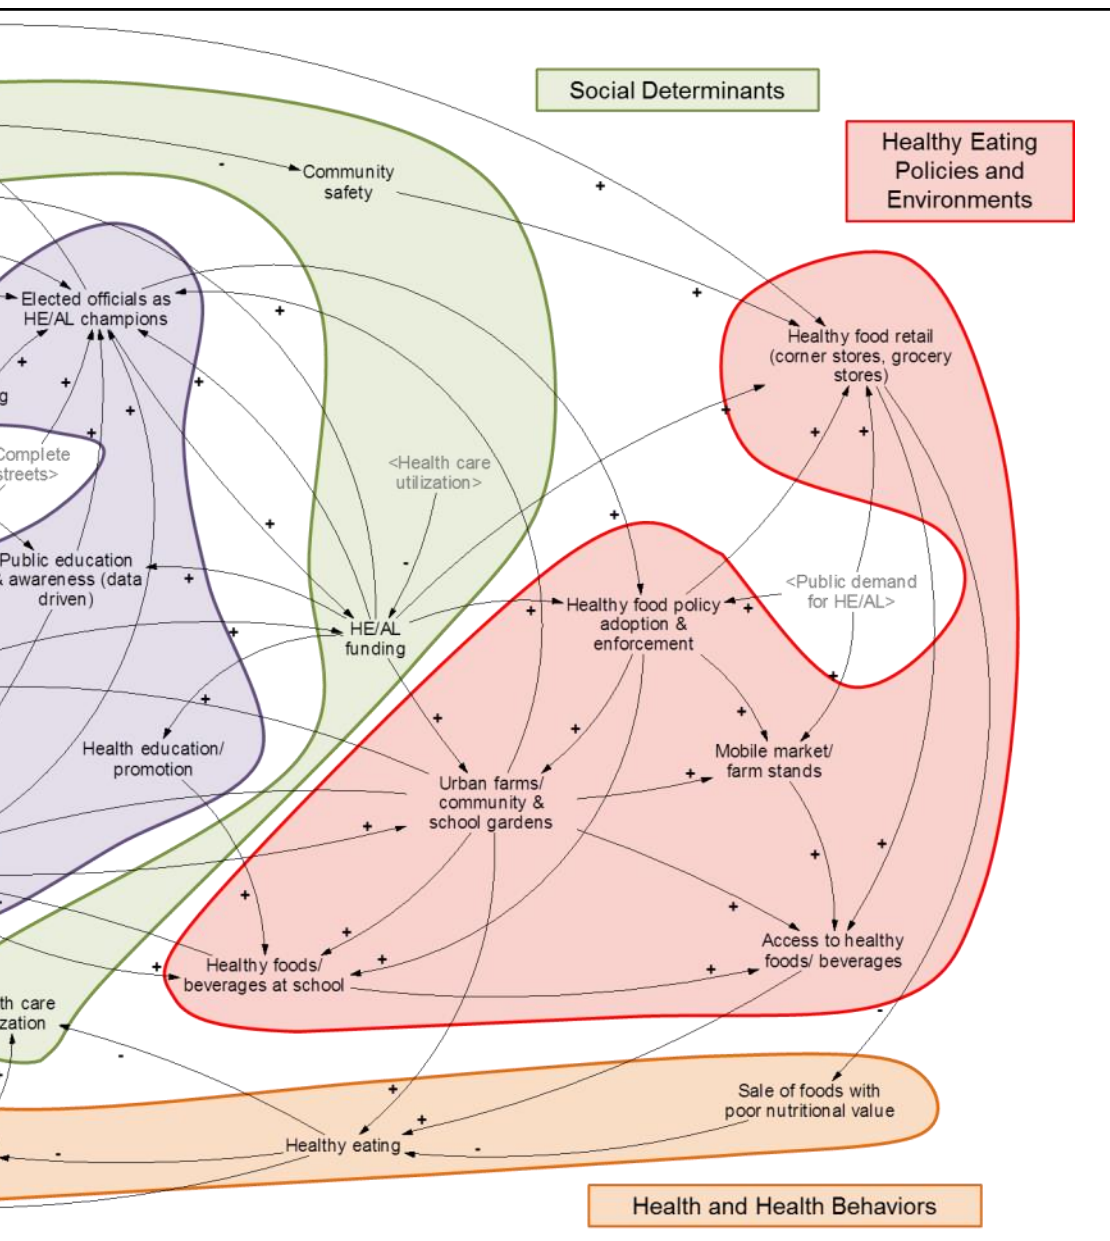 Social Determinants
Healthy Eating
Policies and
Environments
Community
safety
Elected officials as
HE/AL champions
Healthy food retail
(corner stores, grocery
stores)
g
Complete
streets>
<Health care
utilization>
Public education
& awareness (data
driven)
<Public demand
for HE/AL>
HE/AL
funding
Healthy food policy
adoption &
enforcement
Health education/
promotion
Mobile market/
farm stands
Urban farms/
community &
school gardens
Access to healthy
foods/ beverages
Healthy foods/
beverages at school
th care
zation
Sale of foods with
poor nutritional value
Healthy eating
Health and Health Behaviors